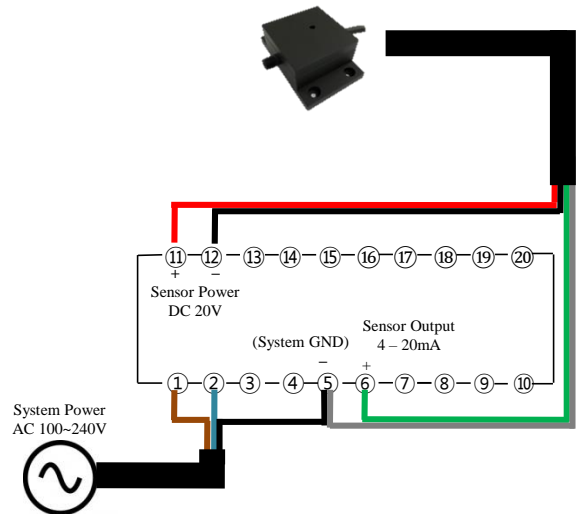 ⑪ ⑫ ⑬ ⑭ ⑮ ⑯ ⑰ ⑱ ⑲ ⑳
+ −
Sensor Power
DC 20V
(System GND)
Sensor Output
4 – 20mA
− +
① ② ③ ④ ⑤ ⑥ ⑦ ⑧ ⑨ ⑩
System Power
AC 100~240V